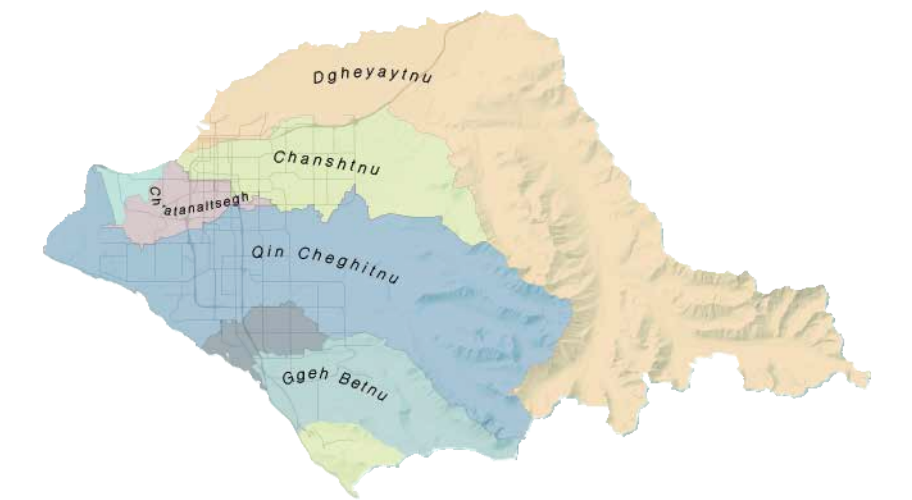 Dgheyaytnu
Chanshtnu
Ch'atanaltsegh
Qin Cheghitnu
Ggeh Betnu